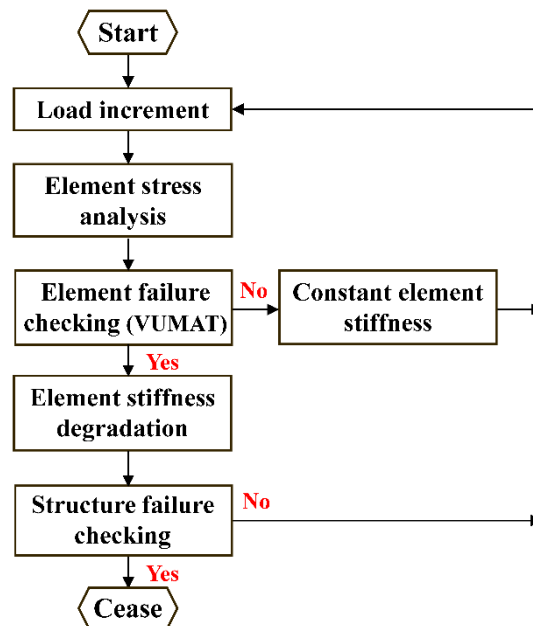 Start
Load increment
Element stress
analysis
Element failure
checking (VUMAT)
No
Constant element
stiffness
Yes
Element stiffness
degradation
Structure failure
checking
No
Yes
Cease